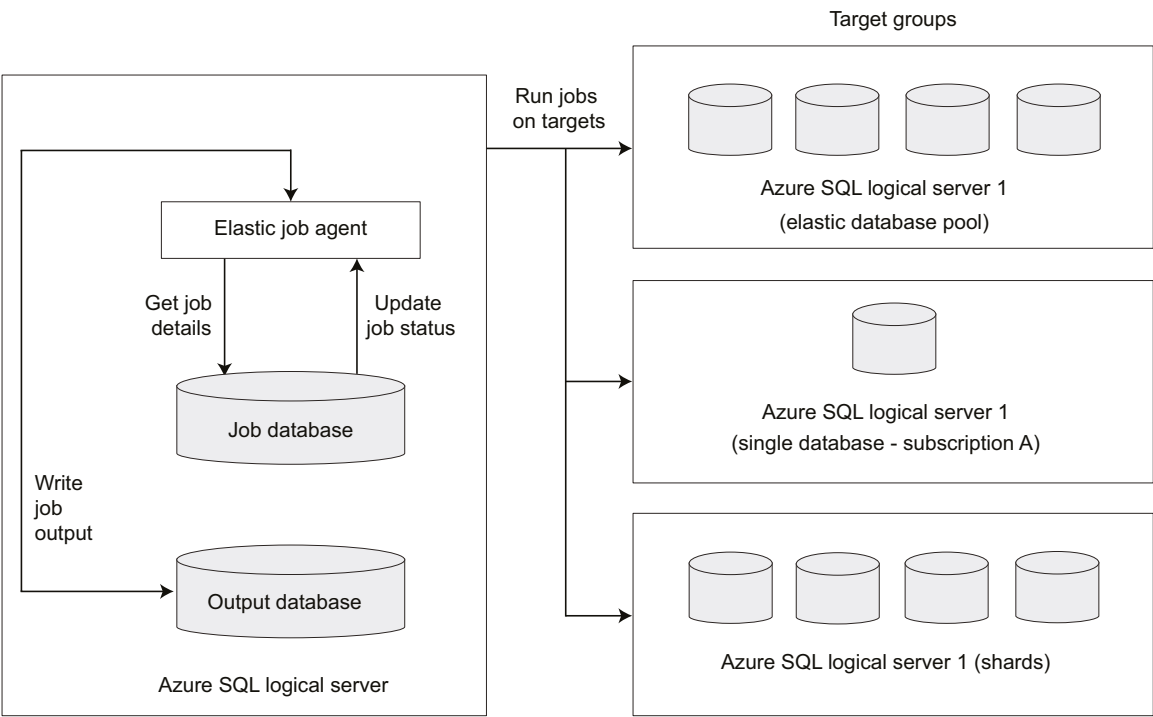 Target groups
Run jobs
on targets
Elastic job agent
Get job
details
Update
job status
Job database
Write
job
output
Output database
Azure SQL logical server
Azure SQL logical server 1
(elastic database pool)
Azure SQL logical server 1
(single database - subscription A)
Azure SQL logical server 1 (shards)